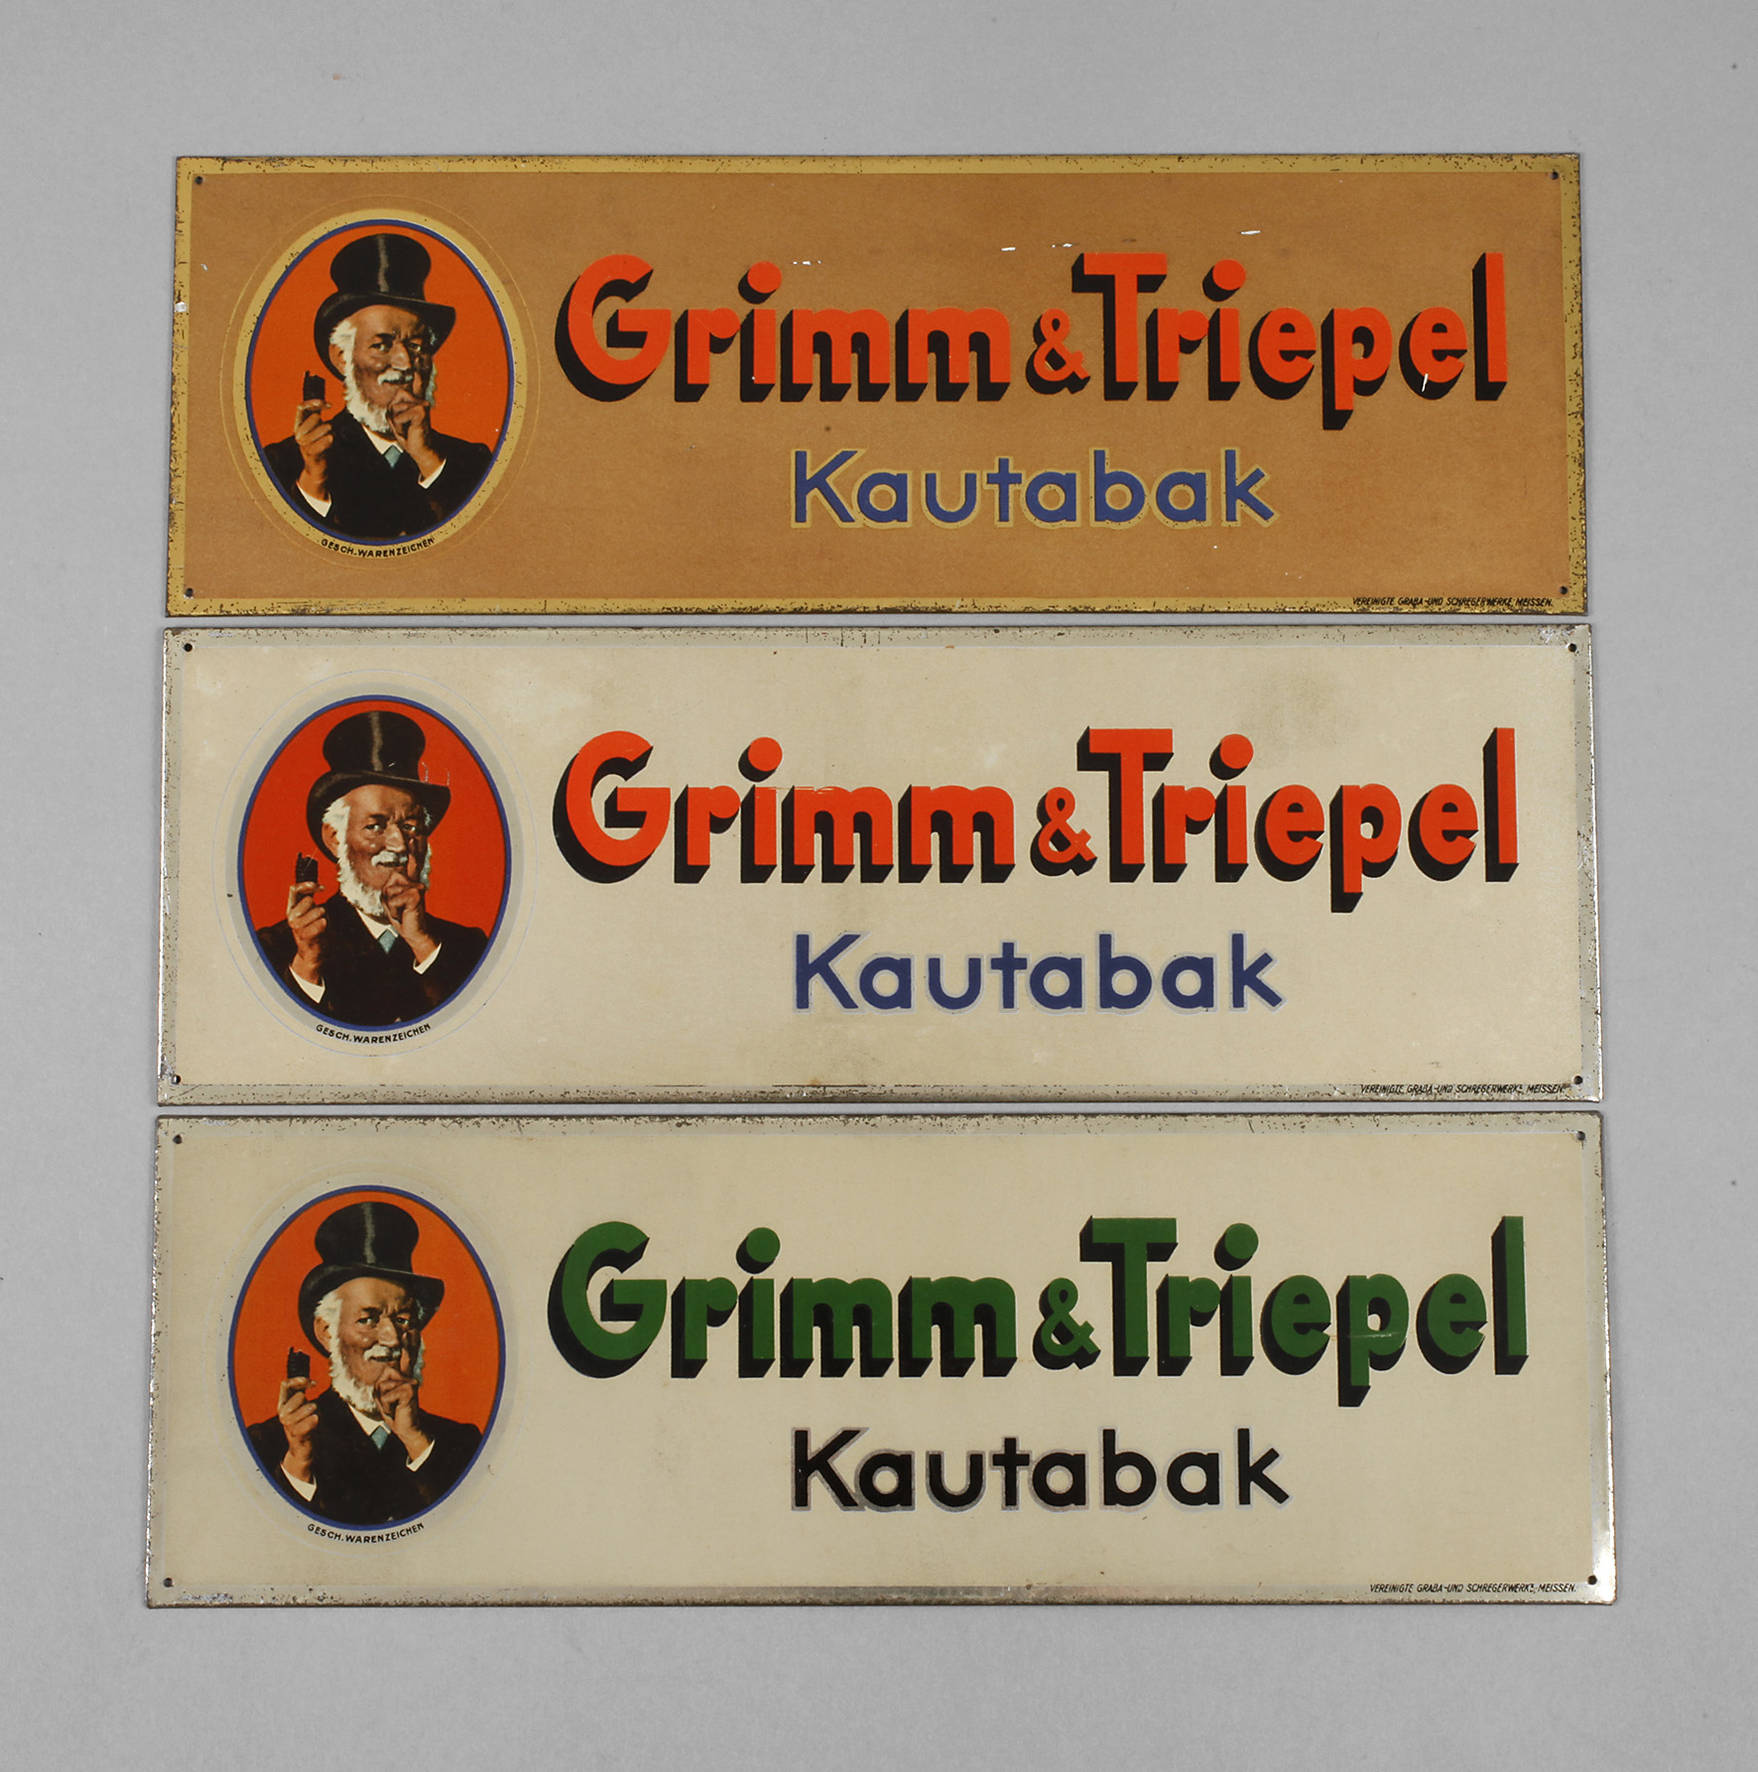 Grimm & Triepel
Kautabak
GESCH. WARENZEICHEN
VEREINIGTE GRABA-UND SCHREGERWERKE, MEISSEN.
Grimm & Triepel
Kautabak
GESCH. WARENZEICHEN
VEREINIGTE GRABA-UND SCHREGERWERKE, MEISSEN.
Grimm & Triepel
Kautabak
GESCH. WARENZEICHEN
VEREINIGTE GRABA-UND SCHREGERWERKE, MEISSEN.